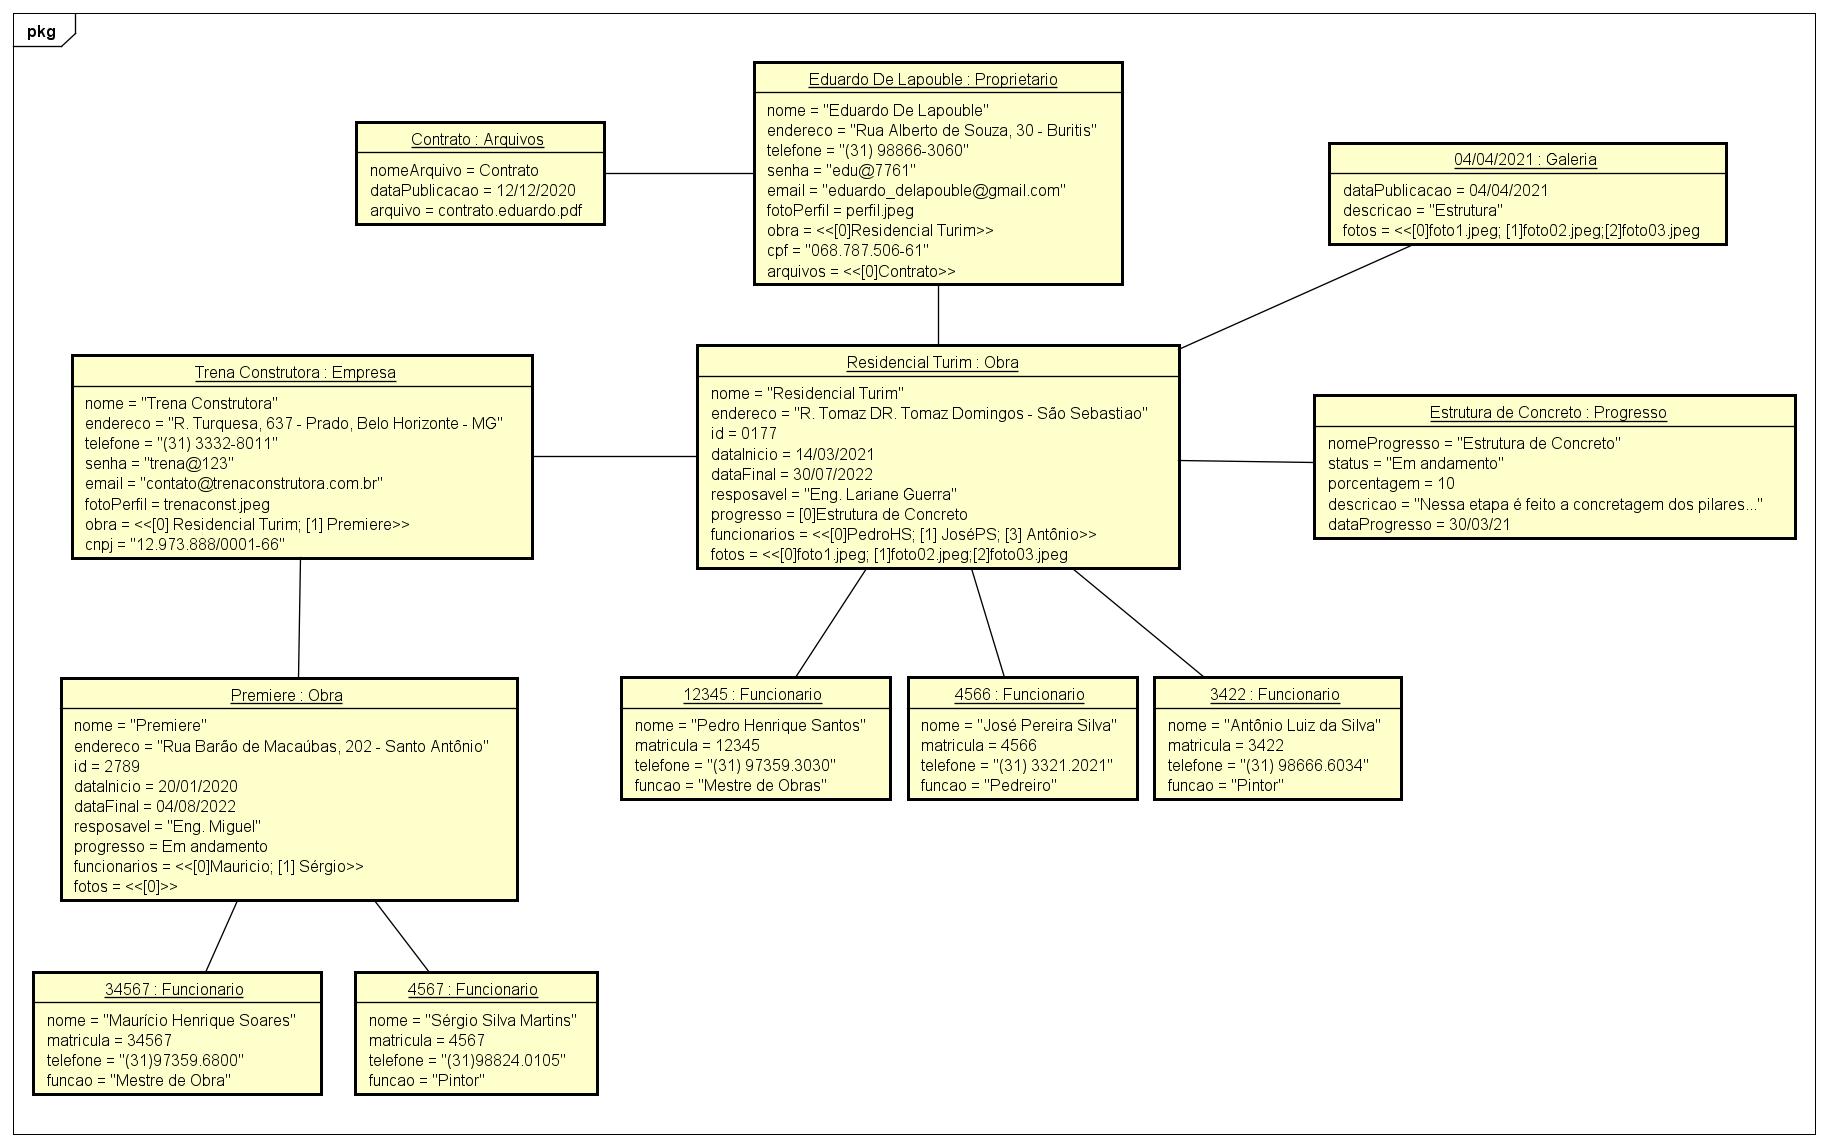 pkg
Eduardo De Lapouble : Proprietario
nome = "Eduardo De Lapouble"
endereco = "Rua Alberto de Souza, 30 - Buritis"
telefone = "(31) 98866-3060"
senha = "edu@7761"
email = "eduardo_delapouble@gmail.com"
fotoPerfil = perfil.jpeg
obra = <<[0]Residencial Turim>>
cpf = "068.787.506-61"
arquivos = <<[0]Contrato>>
Contrato : Arquivos
nomeArquivo = Contrato
dataPublicacao = 12/12/2020
arquivo = contrato.eduardo.pdf
04/04/2021 : Galeria
dataPublicacao = 04/04/2021
descricao = "Estrutura"
fotos = <<[0]foto1.jpeg; [1]foto02.jpeg;[2]foto03.jpeg
Trena Construtora : Empresa
nome = "Trena Construtora"
endereco = "R. Turquesa, 637 - Prado, Belo Horizonte - MG"
telefone = "(31) 3332-8011"
senha = "trena@123"
email = "contato@trenaconstrutora.com.br"
fotoPerfil = trenaconst.jpeg
obra = <<[0] Residencial Turim; [1] Premiere>>
cnpj = "12.973.888/0001-66"
Residencial Turim : Obra
nome = "Residencial Turim"
endereco = "R. Tomaz DR. Tomaz Domingos - São Sebastiao"
id = 0177
dataInicio = 14/03/2021
dataFinal = 30/07/2022
resposavel = "Eng. Lariane Guerra"
progresso = [0]Estrutura de Concreto
funcionarios = <<[0]PedroHS; [1] JoséPS; [3] Antônio>>
fotos = <<[0]foto1.jpeg; [1]foto02.jpeg;[2]foto03.jpeg
Estrutura de Concreto : Progresso
nomeProgresso = "Estrutura de Concreto"
status = "Em andamento"
porcentagem = 10
descricao = "Nessa etapa é feito a concretagem dos pilares..."
dataProgresso = 30/03/21
Premiere : Obra
nome = "Premiere"
endereco = "Rua Barão de Macaúbas, 202 - Santo Antônio"
id = 2789
dataInicio = 20/01/2020
dataFinal = 04/08/2022
resposavel = "Eng. Miguel"
progresso = Em andamento
funcionarios = <<[0]Mauricio; [1] Sérgio>>
fotos = <<[0]>>
12345 : Funcionario
nome = "Pedro Henrique Santos"
matricula = 12345
telefone = "(31) 97359.3030"
funcao = "Mestre de Obras"
4566 : Funcionario
nome = "José Pereira Silva"
matricula = 4566
telefone = "(31) 3321.2021"
funcao = "Pedreiro"
3422 : Funcionario
nome = "Antônio Luiz da Silva"
matricula = 3422
telefone = "(31) 98666.6034"
funcao = "Pintor"
34567 : Funcionario
nome = "Maurício Henrique Soares"
matricula = 34567
telefone = "(31)97359.6800"
funcao = "Mestre de Obra"
4567 : Funcionario
nome = "Sérgio Silva Martins"
matricula = 4567
telefone = "(31)98824.0105"
funcao = "Pintor"